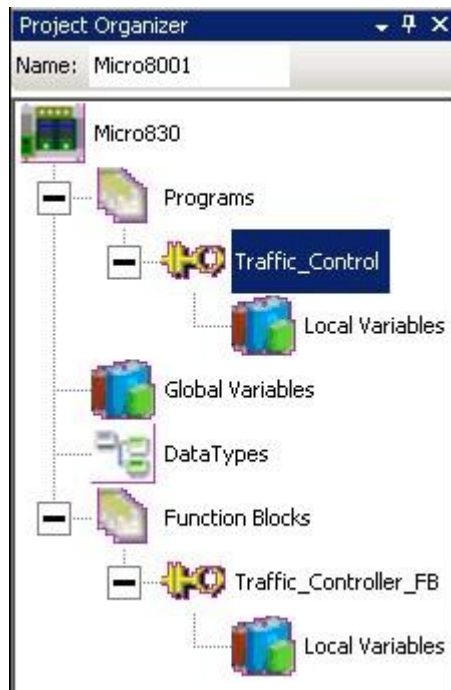 Project Organizer
Name: Micro8001
Micro830
Programs
Traffic_Control
Local Variables
Global Variables
DataTypes
Function Blocks
Traffic_Controller_FB
Local Variables